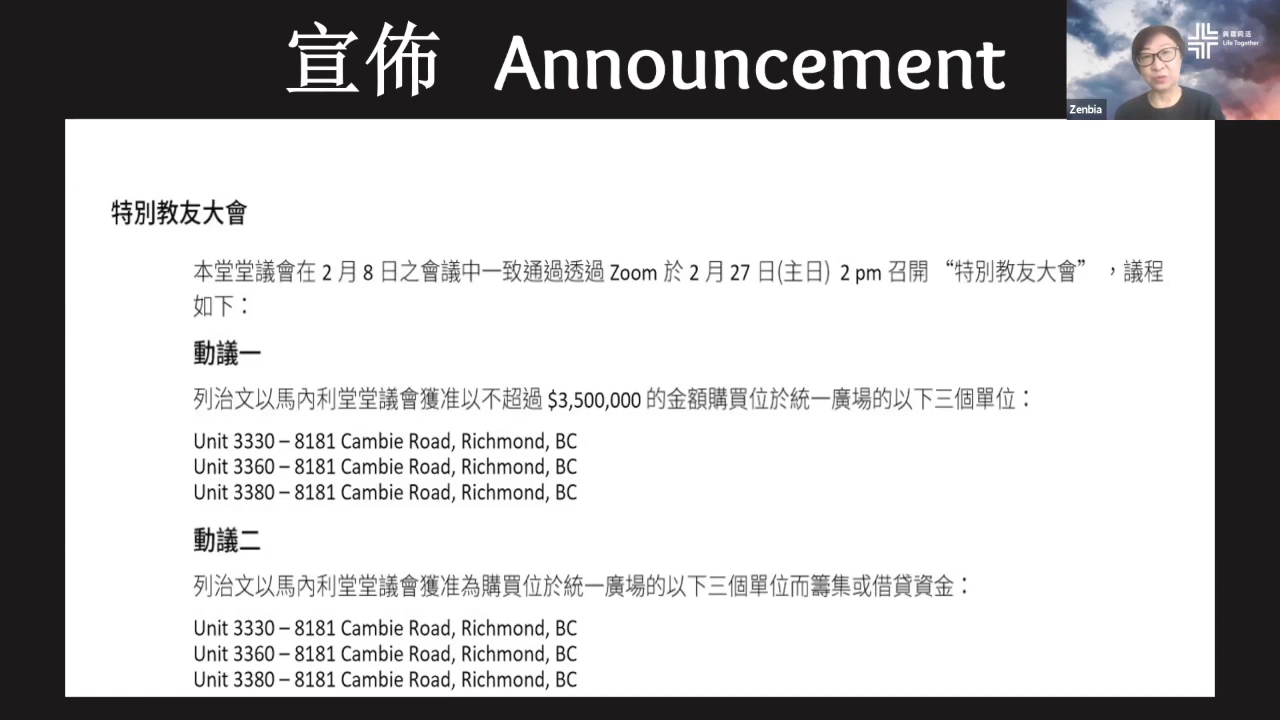 宣佈 Announcement
Life Together
Zenbia
特別教友大會
本堂堂議會在 2 月 8 日之會議中一致通過透過 Zoom 於 2 月 27 日(主日) 2 pm 召開 “特別教友大會” ，議程
如下：
動議一
列治文以馬內利堂堂議會獲准以不超過 $3,500,000 的金額購買位於統一廣場的以下三個單位：
Unit 3330 – 8181 Cambie Road, Richmond, BC
Unit 3360 – 8181 Cambie Road, Richmond, BC
Unit 3380 – 8181 Cambie Road, Richmond, BC
動議二
列治文以馬內利堂堂議會獲准為購買位於統一廣場的以下三個單位而籌集或借貸資金：
Unit 3330 – 8181 Cambie Road, Richmond, BC
Unit 3360 – 8181 Cambie Road, Richmond, BC
Unit 3380 – 8181 Cambie Road, Richmond, BC